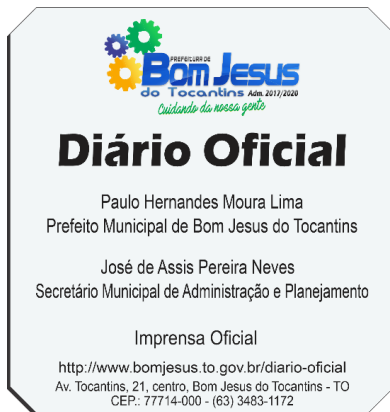 PREFEITURA DE
Bom Jesus
do Tocantins Adm. 2017/2020
Cuidando da nossa gente
Diário Oficial
Paulo Hernandes Moura Lima
Prefeito Municipal de Bom Jesus do Tocantins
José de Assis Pereira Neves
Secretário Municipal de Administração e Planejamento
Imprensa Oficial
http://www.bomjesus.to.gov.br/diario-oficial
Av. Tocantins, 21, centro, Bom Jesus do Tocantins - TO
CEP.: 77714-000 - (63) 3483-1172